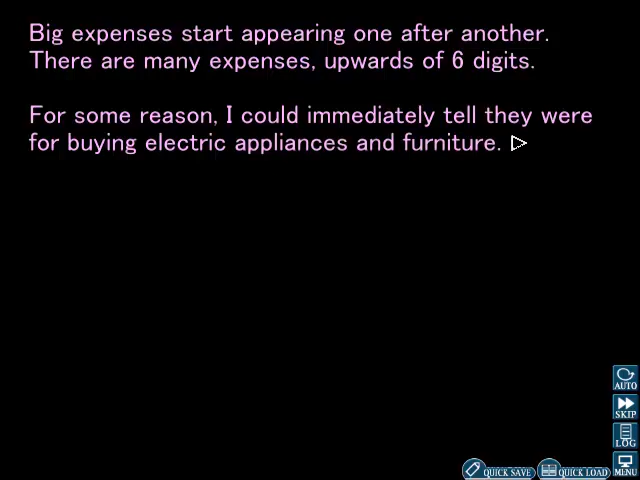 Big expenses start appearing one after another.
There are many expenses, upwards of 6 digits.
For some reason, I could immediately tell they were
for buying electric appliances and furniture.
AUTO
SKIP
LOG
QUICK SAVE
QUICK LOAD
MENU